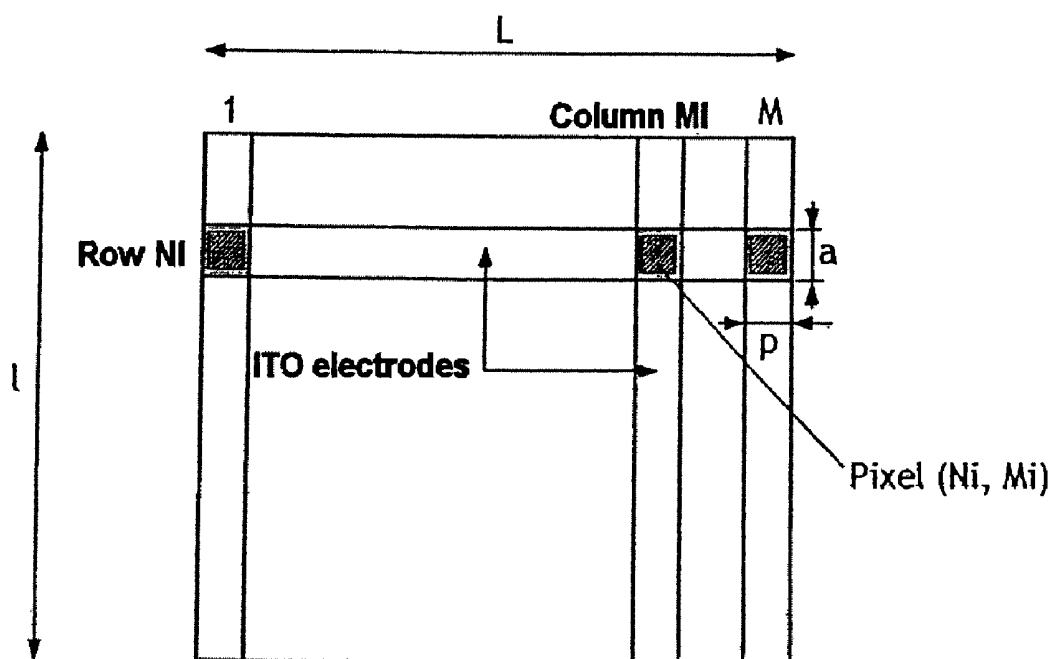 L
1
Column MI
M
Row NI
a
p
ITO electrodes
l
Pixel (Ni, Mi)